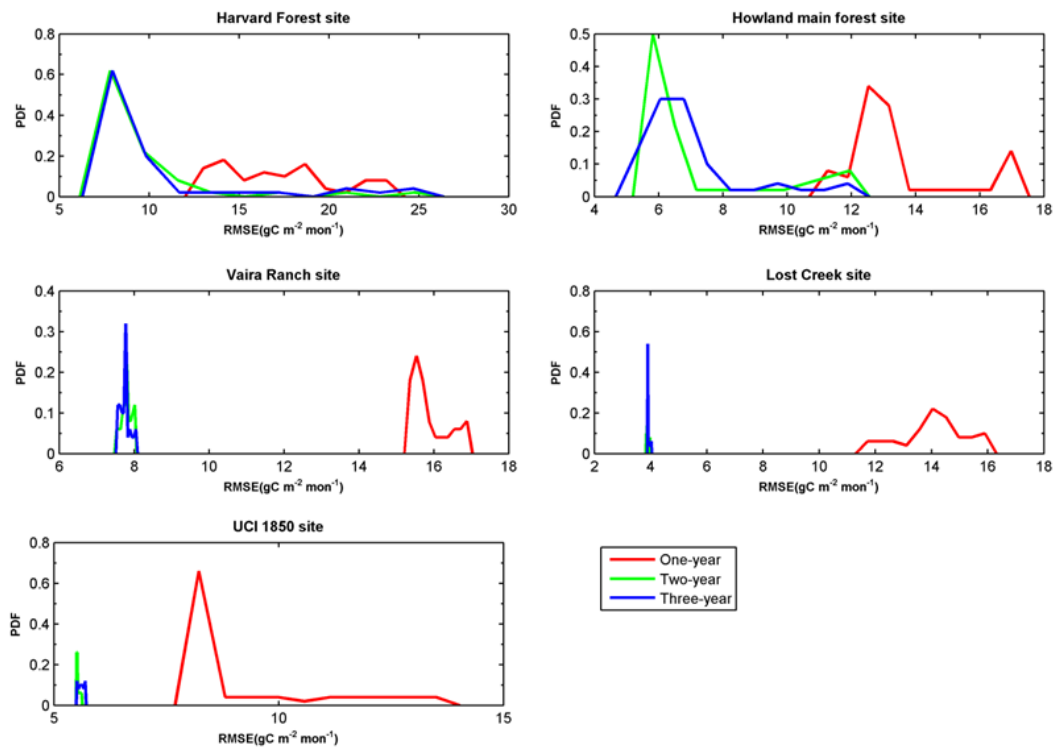 Harvard Forest site
0.8
0.6
0.4
0.2
0
PDF
5 10 15 20 25 30
RMSE(gC m⁻² mon⁻¹)
Howland main forest site
0.5
0.4
0.3
0.2
0.1
0
PDF
4 6 8 10 12 14 16 18
RMSE(gC m⁻² mon⁻¹)
Vaira Ranch site
0.4
0.3
0.2
0.1
0
PDF
6 8 10 12 14 16 18
RMSE(gC m⁻² mon⁻¹)
Lost Creek site
0.8
0.6
0.4
0.2
0
PDF
2 4 6 8 10 12 14 16 18
RMSE(gC m⁻² mon⁻¹)
UCI 1850 site
0.8
0.6
0.4
0.2
0
PDF
5 10 15
RMSE(gC m⁻² mon⁻¹)
One-year
Two-year
Three-year